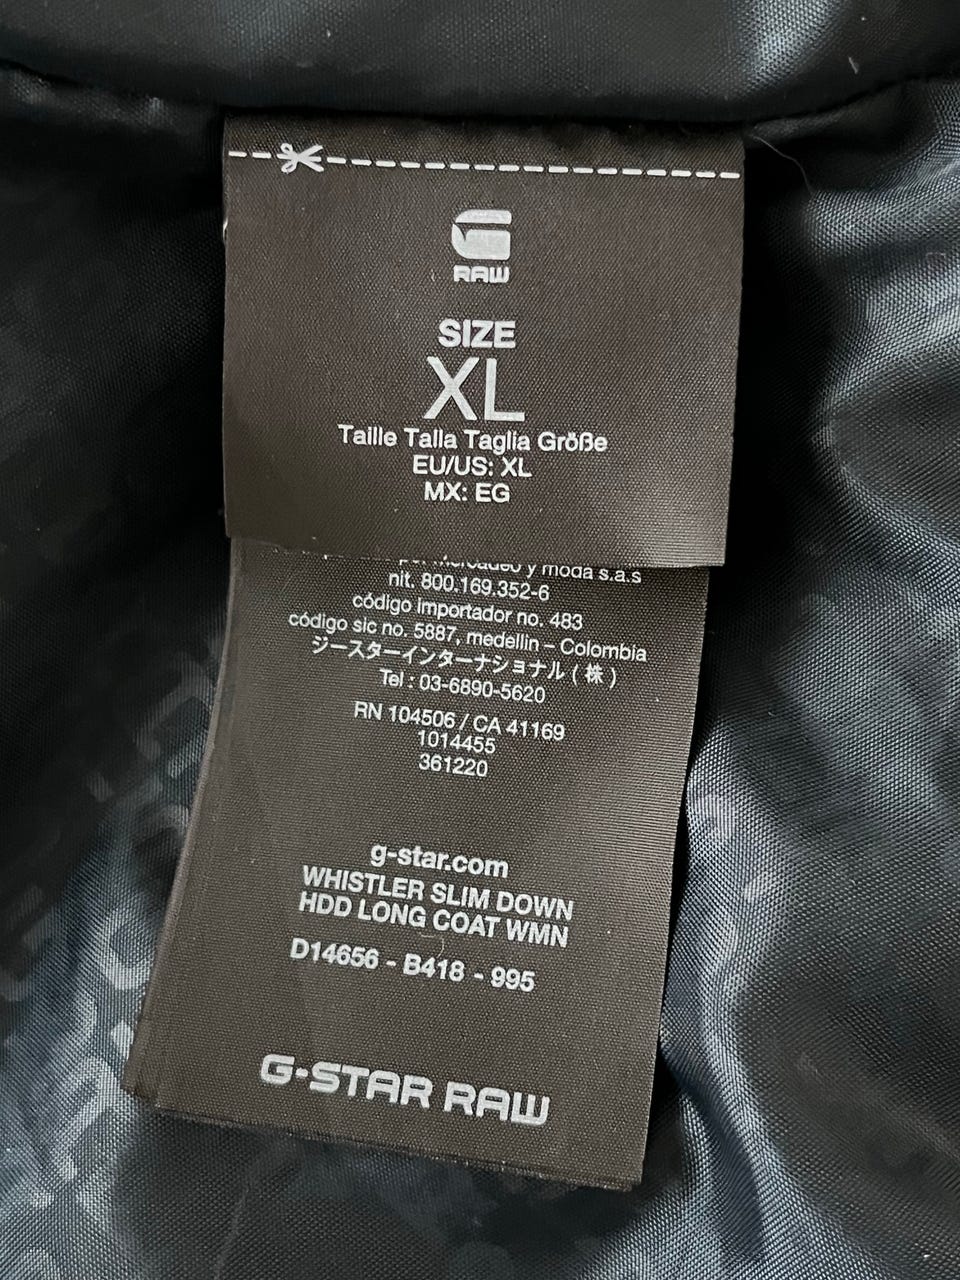 RAW
SIZE
XL
Taille Talla Taglia Größe
EU/US: XL
MX: EG
por mercadeo y moda s.a.s
nit. 800.169.352-6
código importador no. 483
código sic no. 5887, medellin – Colombia
ジースターインターナショナル ( 株 )
Tel : 03-6890-5620
RN 104506 / CA 41169
1014455
361220
g-star.com
WHISTLER SLIM DOWN
HDD LONG COAT WMN
D14656 - B418 - 995
G-STAR RAW